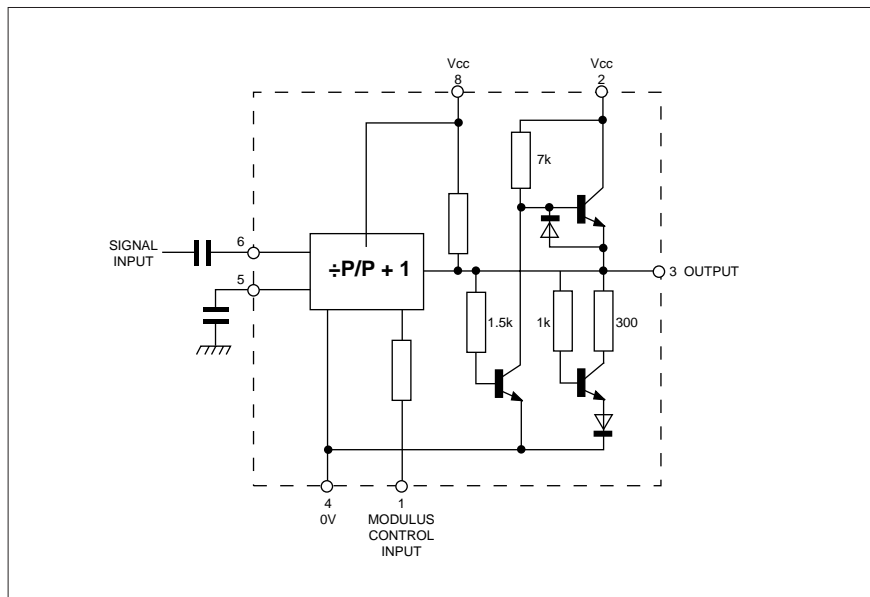 Vcc
8
Vcc
2
7k
SIGNAL
INPUT
6
÷P/P + 1
3 OUTPUT
5
1.5k
1k
300
4
0V
1
MODULUS
CONTROL
INPUT